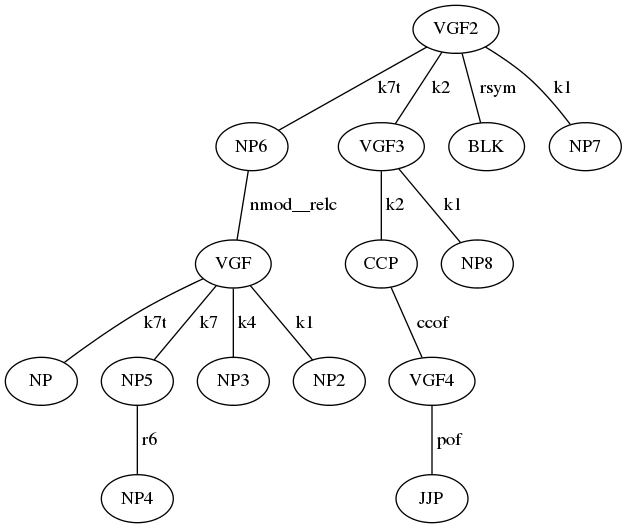 VGF2
k7t k2 rsym k1
NP6 VGF3 BLK NP7
nmod__relc k2 k1
VGF CCP NP8
k7t k7 k4 k1 ccof
NP NP5 NP3 NP2 VGF4
r6 pof
NP4 JJP